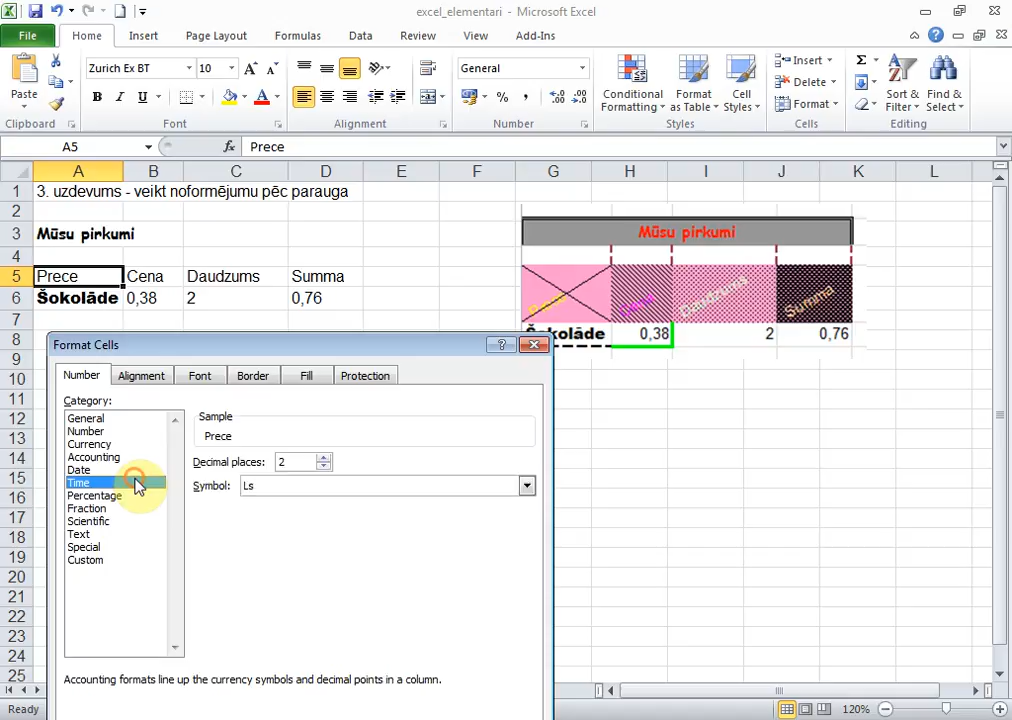 excel_elementari - Microsoft Excel
File Home Insert Page Layout Formulas Data Review View Add-Ins
Paste
Clipboard
Zurich Ex BT 10
B I U
Font
Alignment
General
% ,
Number
Conditional Formatting
Format as Table
Cell Styles
Styles
Insert
Delete
Format
Cells
Sort & Filter
Find & Select
Editing
A5 fx Prece
A B C D E F G H I J K L
1 3. uzdevums - veikt noformējumu pēc parauga
2
3 Mūsu pirkumi
4
5 Prece Cena Daudzums Summa
6 Šokolāde 0,38 2 0,76
7
8
9
10
11
12
13
14
15
16
17
18
19
20
21
22
23
24
25
Mūsu pirkumi
Prece Cena Daudzums Summa
Šokolāde 0,38 2 0,76
Format Cells
Number Alignment Font Border Fill Protection
Category:
General
Number
Currency
Accounting
Date
Time
Percentage
Fraction
Scientific
Text
Special
Custom
Sample
Prece
Decimal places: 2
Symbol: Ls
Accounting formats line up the currency symbols and decimal points in a column.
Ready 120%